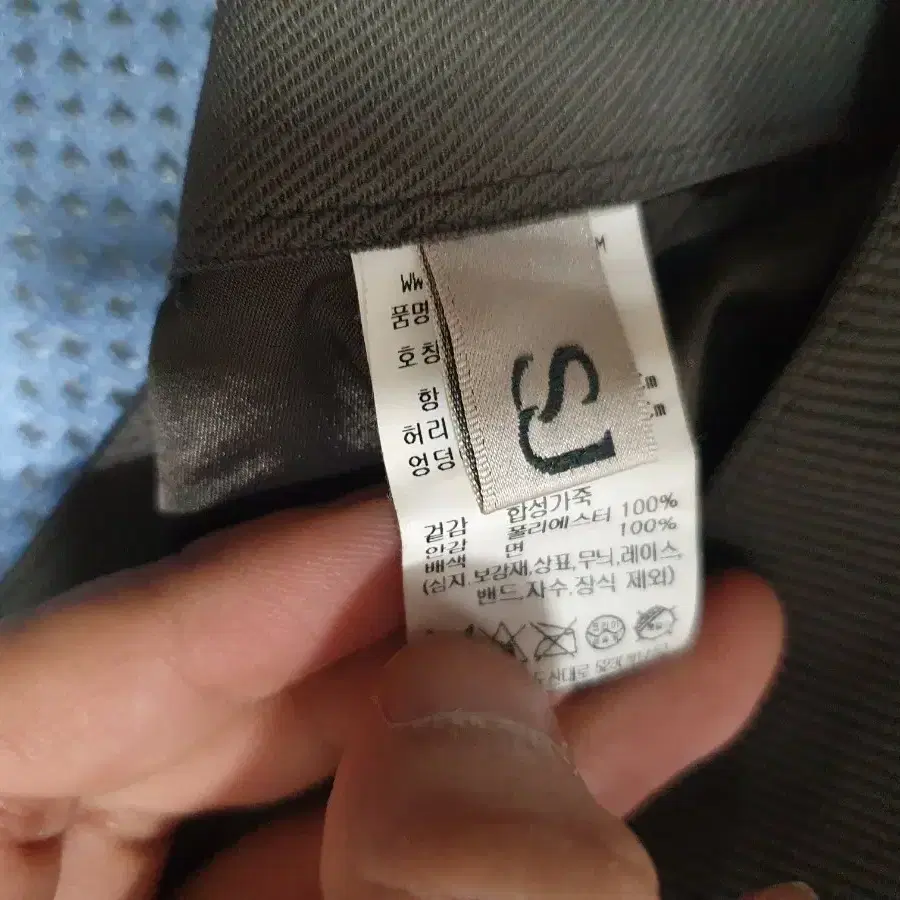 M
품명
호칭
항
허리
엉덩
SJ
겉감 합성가죽
안감 폴리에스터 100%
배색 면 100%
(심지,보강재,상표,무늬,레이스,
밴드,자수,장식 제외)